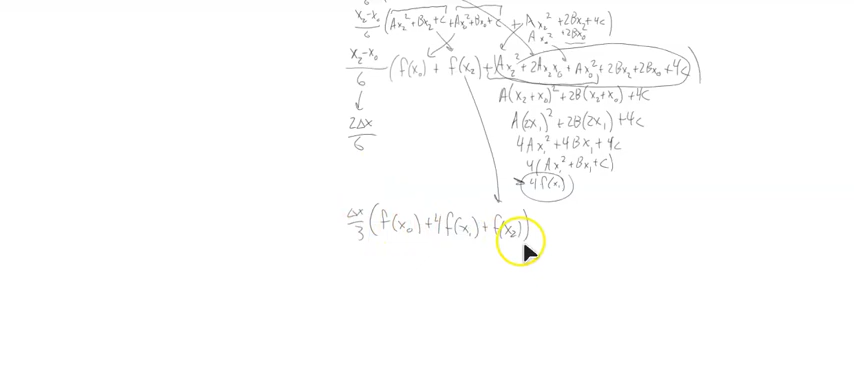 x₂-x₀/6 (Ax₂²+Bx₂+C+Ax₀²+Bx₀+C + Ax₂²+2Bx₂+4C
Ax₀² +2Bx₀
x₂-x₀/6 (f(x₀) + f(x₂) + Ax₂² + 2Ax₂x₀ + Ax₀² + 2Bx₂ + 2Bx₀ + 4C)
A(x₂+x₀)² + 2B(x₂+x₀) + 4C
2Δx/6
A(2x₁)² + 2B(2x₁) + 4C
4Ax₁² + 4Bx₁ + 4C
4(Ax₁² + Bx₁ + C)
4f(x₁)
Δx/3 (f(x₀) + 4f(x₁) + f(x₂))